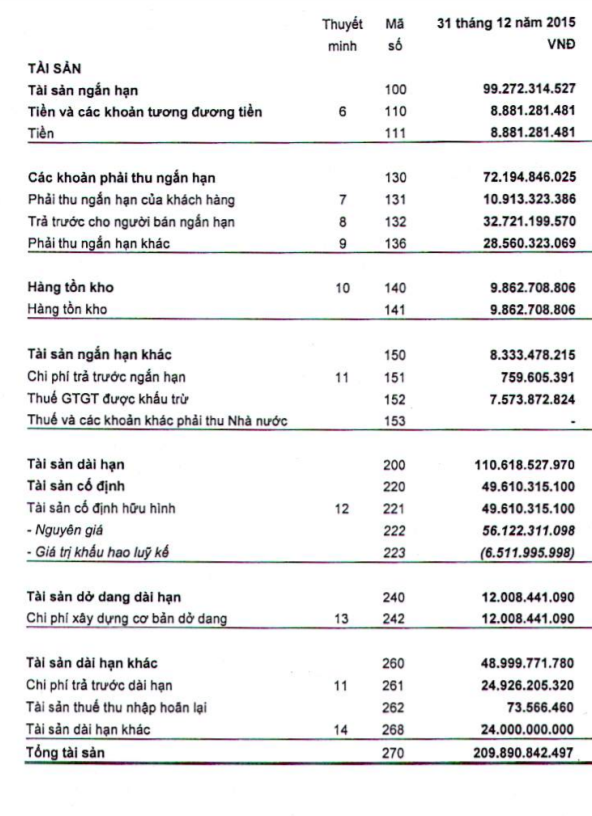 Thuyết Mã 31 tháng 12 năm 2015
minh số VNĐ
TÀI SẢN
Tài sản ngắn hạn 100 99.272.314.527
Tiền và các khoản tương đương tiền 6 110 8.881.281.481
Tiền 111 8.881.281.481
Các khoản phải thu ngắn hạn 130 72.194.846.025
Phải thu ngắn hạn của khách hàng 7 131 10.913.323.386
Trả trước cho người bán ngắn hạn 8 132 32.721.199.570
Phải thu ngắn hạn khác 9 136 28.560.323.069
Hàng tồn kho 10 140 9.862.708.806
Hàng tồn kho 141 9.862.708.806
Tài sản ngắn hạn khác 150 8.333.478.215
Chi phí trả trước ngắn hạn 11 151 759.605.391
Thuế GTGT được khấu trừ 152 7.573.872.824
Thuế và các khoản khác phải thu Nhà nước 153 -
Tài sản dài hạn 200 110.618.527.970
Tài sản cố định 220 49.610.315.100
Tài sản cố định hữu hình 12 221 49.610.315.100
- Nguyên giá 222 56.122.311.098
- Giá trị khấu hao luỹ kế 223 (6.511.995.998)
Tài sản dở dang dài hạn 240 12.008.441.090
Chi phí xây dựng cơ bản dở dang 13 242 12.008.441.090
Tài sản dài hạn khác 260 48.999.771.780
Chi phí trả trước dài hạn 11 261 24.926.205.320
Tài sản thuế thu nhập hoãn lại 262 73.566.460
Tài sản dài hạn khác 14 268 24.000.000.000
Tổng tài sản 270 209.890.842.497